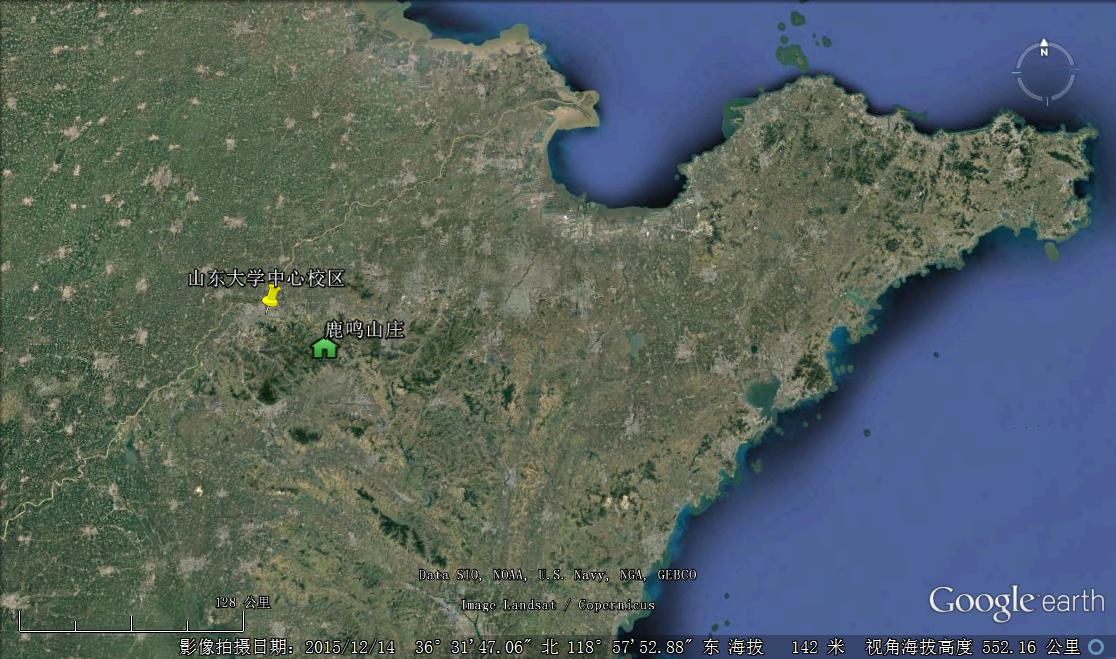 N
山东大学中心校区
鹿鸣山庄
Data SIO, NOAA, U.S. Navy, NGA, GEBCO
128 公里
Image Landsat / Copernicus
Google earth
影像拍摄日期: 2015/12/14 36° 31'47.06" 北 118° 57'52.88" 东 海拔 142 米 视角海拔高度 552.16 公里